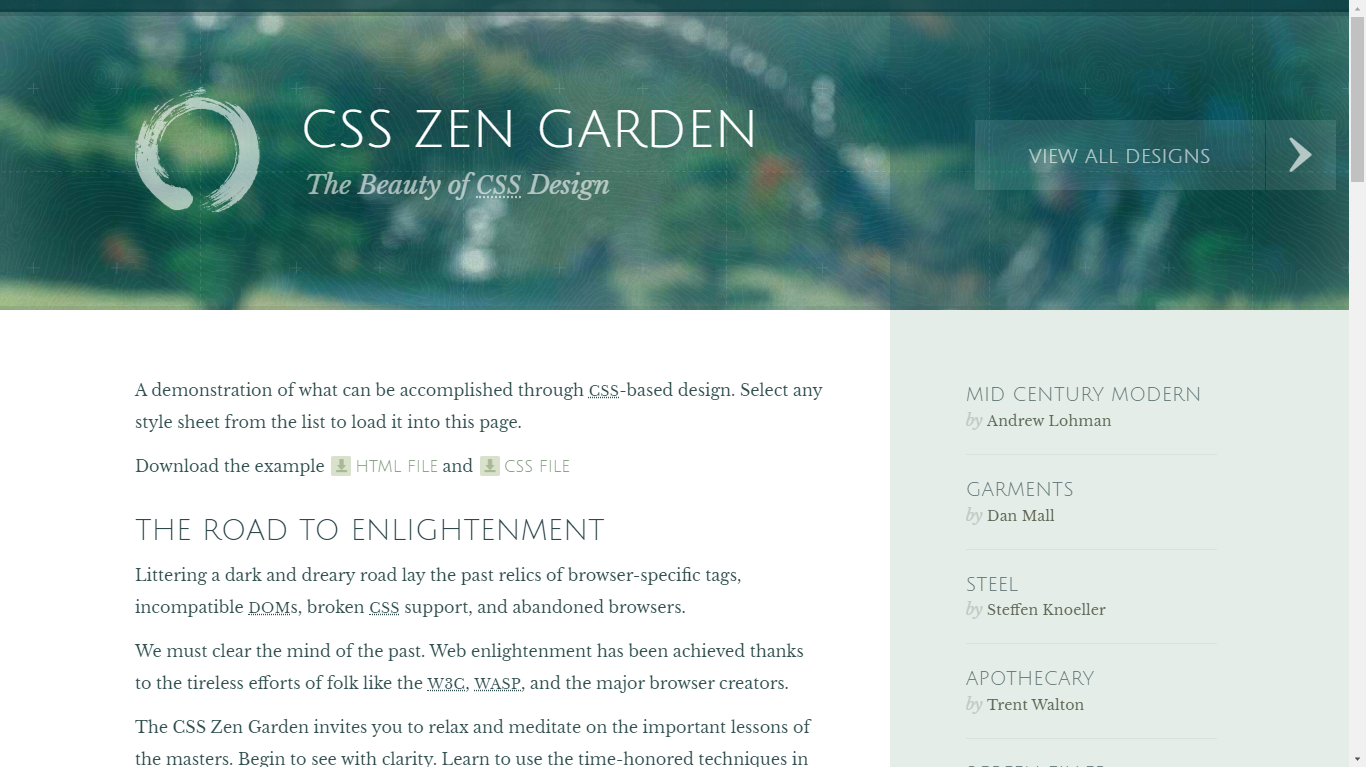 CSS ZEN GARDEN
The Beauty of CSS Design
VIEW ALL DESIGNS
A demonstration of what can be accomplished through CSS-based design. Select any
style sheet from the list to load it into this page.
Download the example HTML FILE and CSS FILE
THE ROAD TO ENLIGHTENMENT
Littering a dark and dreary road lay the past relics of browser-specific tags,
incompatible DOMs, broken CSS support, and abandoned browsers.
We must clear the mind of the past. Web enlightenment has been achieved thanks
to the tireless efforts of folk like the W3C, WASP, and the major browser creators.
The CSS Zen Garden invites you to relax and meditate on the important lessons of
the masters. Begin to see with clarity. Learn to use the time-honored techniques in
MID CENTURY MODERN
by Andrew Lohman
GARMENTS
by Dan Mall
STEEL
by Steffen Knoeller
APOTHECARY
by Trent Walton